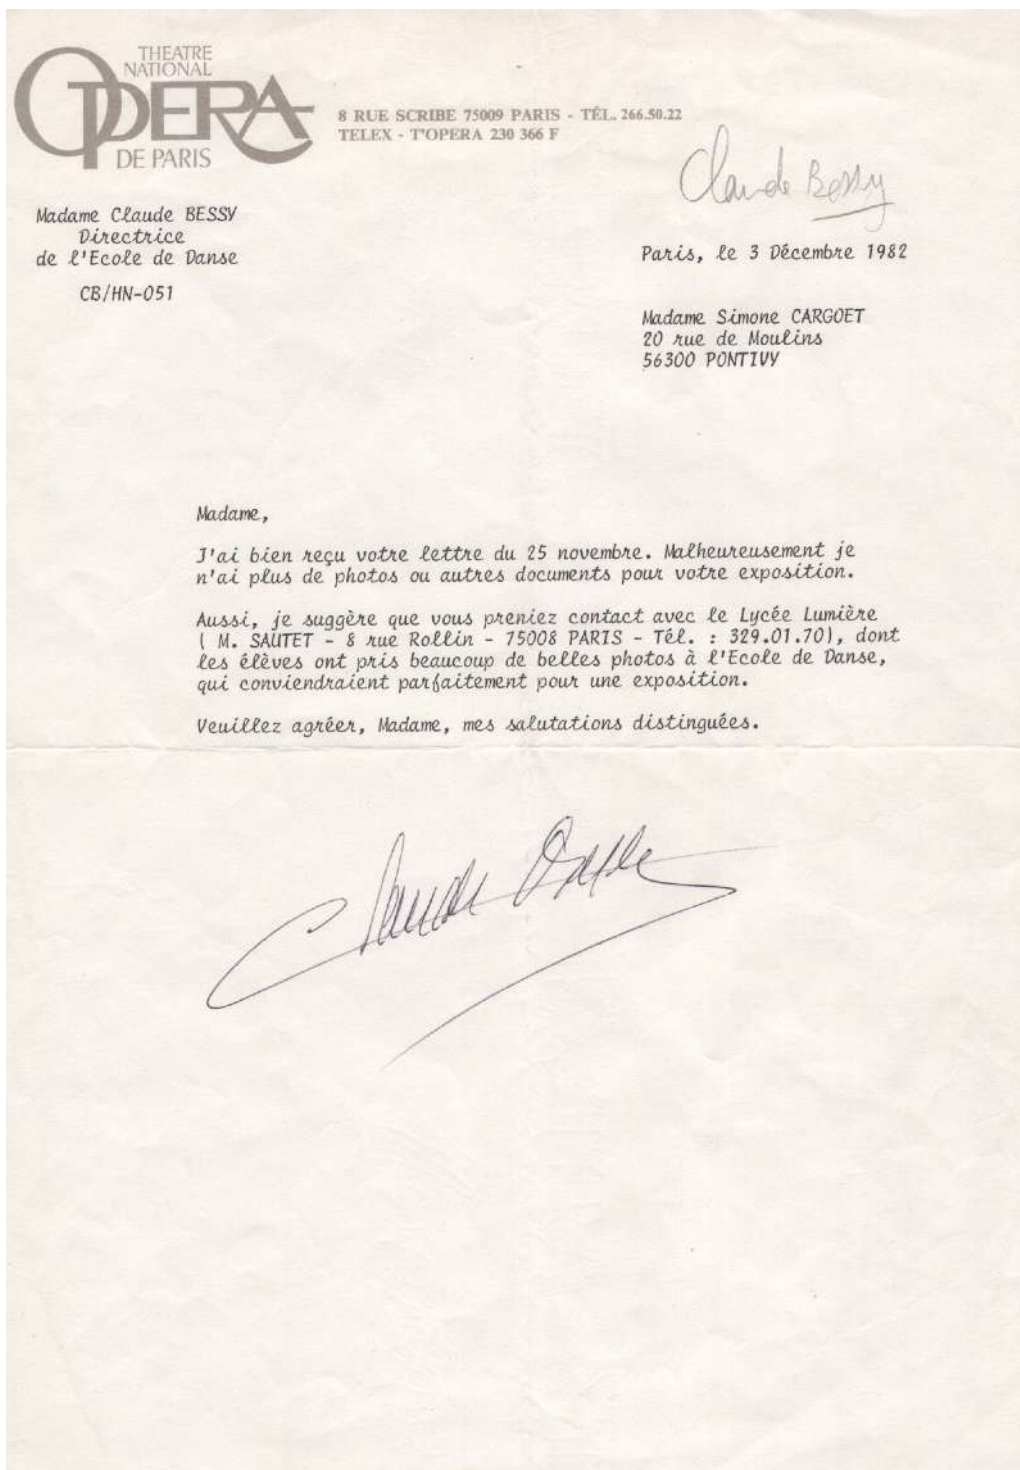 THEATRE
NATIONAL
OPERA
DE PARIS
8 RUE SCRIBE 75009 PARIS - TÉL. 266.50.22
TELEX - T'OPERA 230 366 F
Claude Bessy
Madame Claude BESSY
Directrice
de l'Ecole de Danse
CB/HN-051
Paris, le 3 Décembre 1982
Madame Simone CARGOET
20 rue de Moulins
56300 PONTIVY
Madame,
J'ai bien reçu votre lettre du 25 novembre. Malheureusement je
n'ai plus de photos ou autres documents pour votre exposition.
Aussi, je suggère que vous preniez contact avec le Lycée Lumière
( M. SAUTET - 8 rue Rollin - 75008 PARIS - Tél. : 329.01.70), dont
les élèves ont pris beaucoup de belles photos à l'Ecole de Danse,
qui conviendraient parfaitement pour une exposition.
Veuillez agréer, Madame, mes salutations distinguées.
Claude Bessy